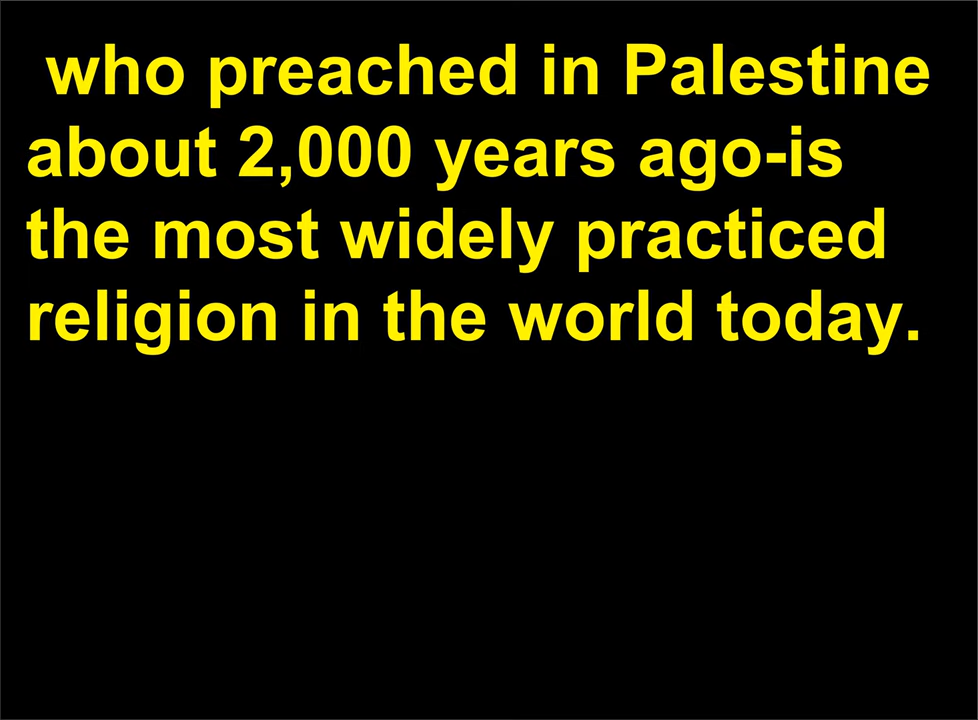 who preached in Palestine
about 2,000 years ago-is
the most widely practiced
religion in the world today.